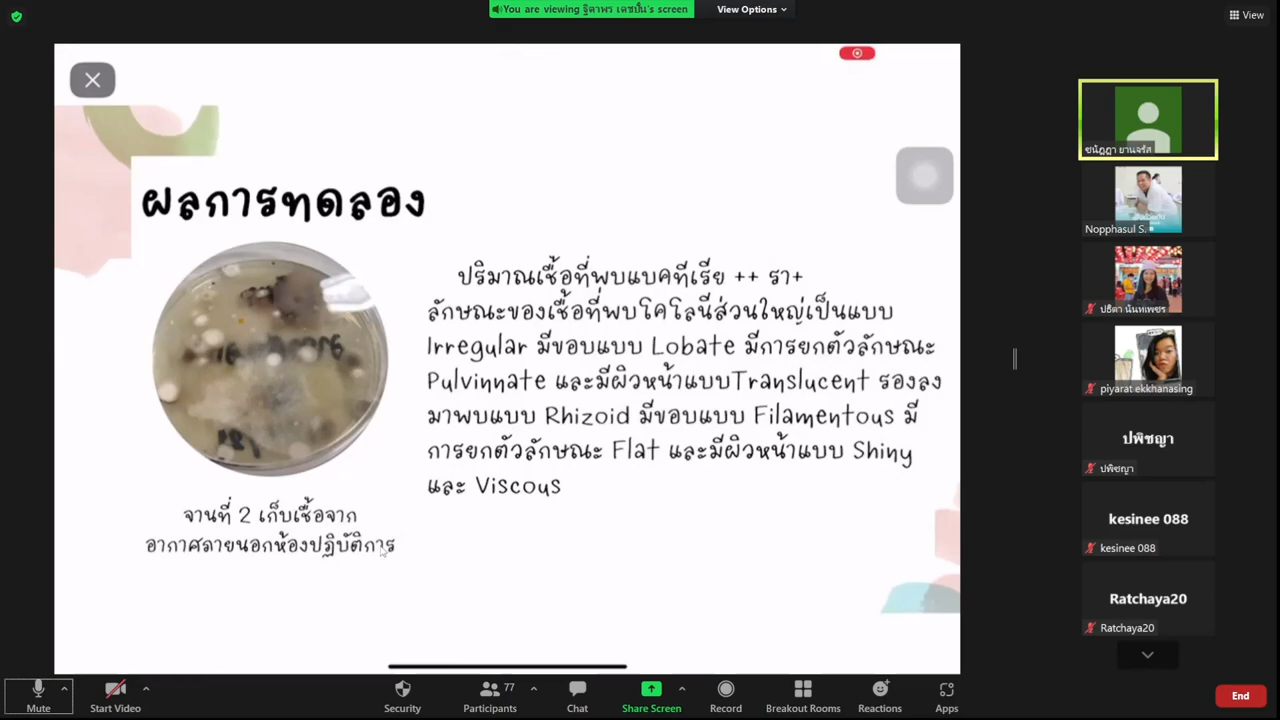 You are viewing ฐิตาพร เดชปั้น's screen
View Options
View
ผลการทดลอง
ปริมาณเชื้อที่พบแบคทีเรีย ++ รา+
ลักษณะของเชื้อที่พบโคโลนีส่วนใหญ่เป็นแบบ
Irregular มีขอบแบบ Lobate มีการยกตัวลักษณะ
Pulvinnate และมีผิวหน้าแบบTranslucent รองลง
มาพบแบบ Rhizoid มีขอบแบบ Filamentous มี
การยกตัวลักษณะ Flat และมีผิวหน้าแบบ Shiny
และ Viscous
จานที่ 2 เก็บเชื้อจาก
อากาศภายนอกห้องปฏิบัติการ
ชนัฏฎา ยานจรัส
Nopphasul S.
ปธิตา นันทเพชร
piyarat ekkhanasing
ปพิชญา
ปพิชญา
kesinee 088
kesinee 088
Ratchaya20
Ratchaya20
Mute
Start Video
Security
77
Participants
Chat
Share Screen
Record
Breakout Rooms
Reactions
Apps
End